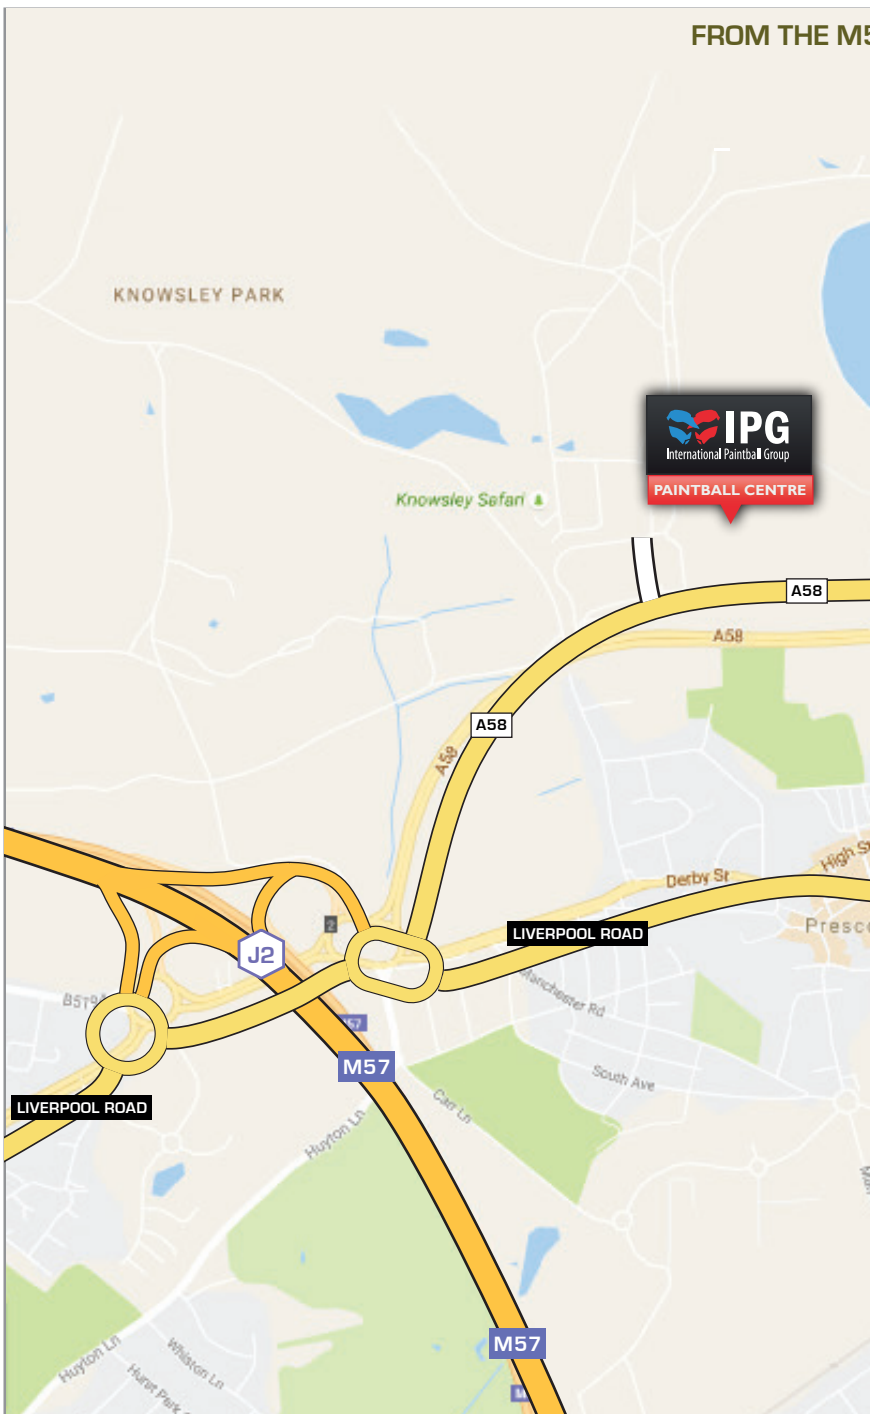 FROM THE M5
KNOWSLEY PARK
IPG
International Paintball Group
PAINTBALL CENTRE
Knowsley Safari
A58
A58
A58
A58
High St
Derby St
2
LIVERPOOL ROAD
Presco
J2
Manchester Rd
B5194
M57
M57
South Ave
Carr Ln
LIVERPOOL ROAD
Huyton Ln
M57
Huyton Ln
Whiston Ln
Hurst Park
M